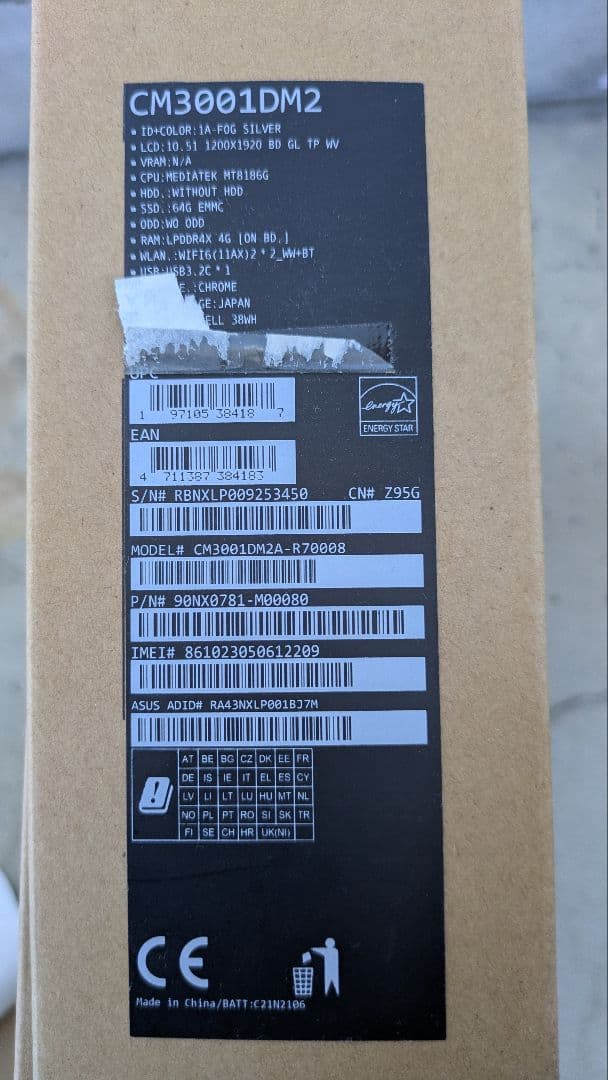 CM3001DM2
▪ ID+COLOR:1A-FOG SILVER
▪ LCD:10.51 1200X1920 BD GL TP WV
▪ VRAM:N/A
▪ CPU:MEDIATEK MT8186G
▪ HDD.:WITHOUT HDD
▪ SSD.:64G EMMC
▪ ODD:WO ODD
▪ RAM:LPDDR4X 4G [ON BD.]
▪ WLAN.:WIFI6(11AX)2*2_WW+BT
▪ USB:USB3.2C*1
E.:CHROME
GE:JAPAN
ELL 38WH
UPC
1 97105 38418 7
ENERGY STAR
EAN
4 711387 384183
S/N# RBNXLP009253450 CN# Z95G
MODEL# CM3001DM2A-R70008
P/N# 90NX0781-M00080
IMEI# 861023050612209
ASUS ADID# RA43NXLP001BJ7M
AT BE BG CZ DK EE FR
DE IS IE IT EL ES CY
LV LI LT LU HU MT NL
NO PL PT RO SI SK TR
FI SE CH HR UK(NI)
CE
Made in China/BATT:C21N2106